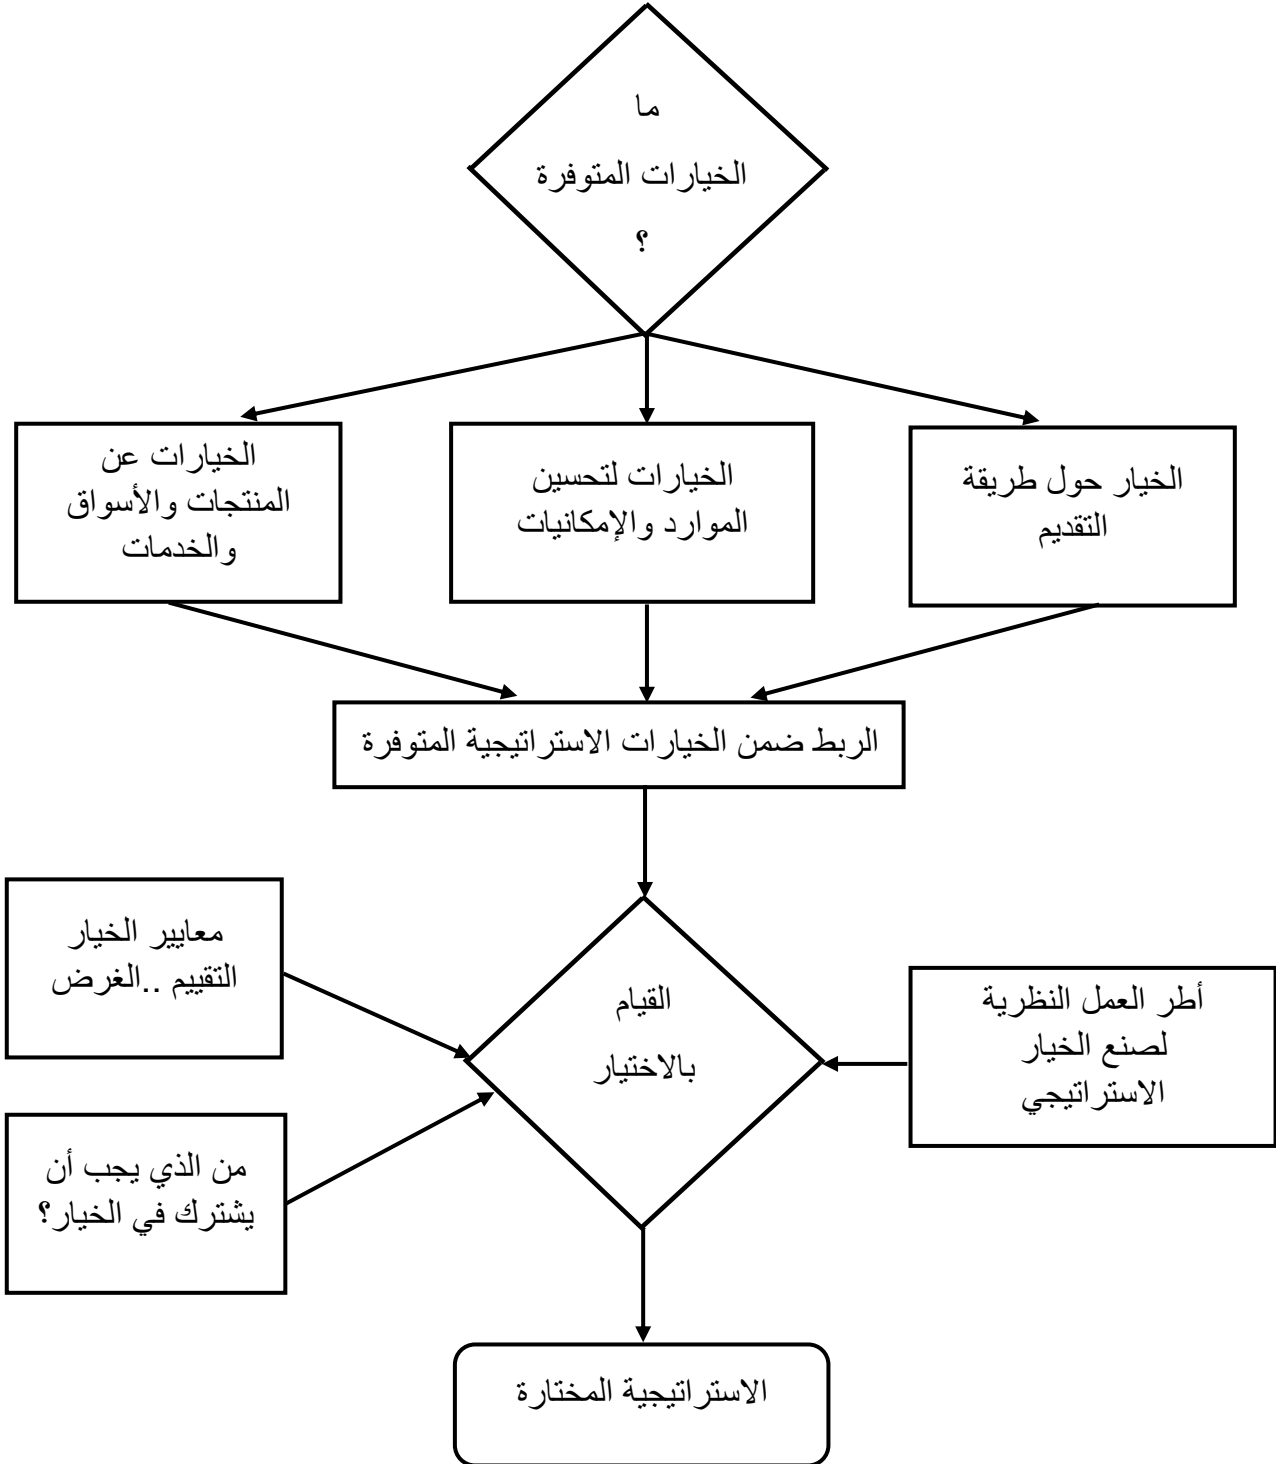 ما
الخيارات المتوفرة
؟
الخيار حول طريقة
التقديم
الخيارات لتحسين
الموارد والإمكانيات
الخيارات عن
المنتجات والأسواق
والخدمات
الربط ضمن الخيارات الاستراتيجية المتوفرة
أطر العمل النظرية
لصنع الخيار
الاستراتيجي
القيام
بالاختيار
معايير الخيار
التقييم ..الغرض
من الذي يجب أن
يشترك في الخيار؟
الاستراتيجية المختارة